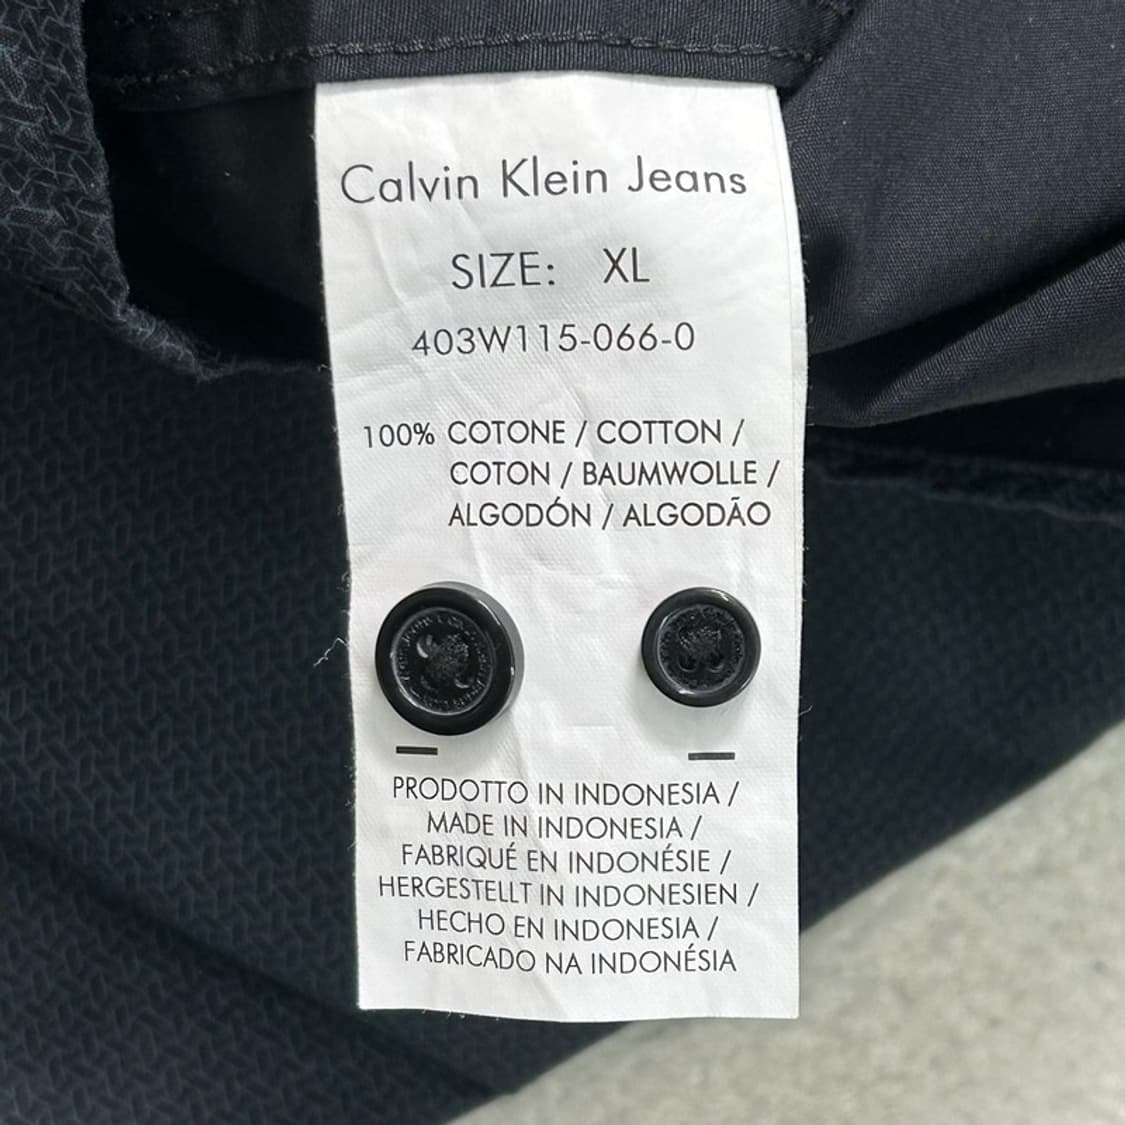 Calvin Klein Jeans
SIZE: XL
403W115-066-0
100% COTONE / COTTON /
COTON / BAUMWOLLE /
ALGODÓN / ALGODÃO
PRODOTTO IN INDONESIA /
MADE IN INDONESIA /
FABRIQUÉ EN INDONÉSIE /
HERGESTELLT IN INDONESIEN /
HECHO EN INDONESIA /
FABRICADO NA INDONÉSIA